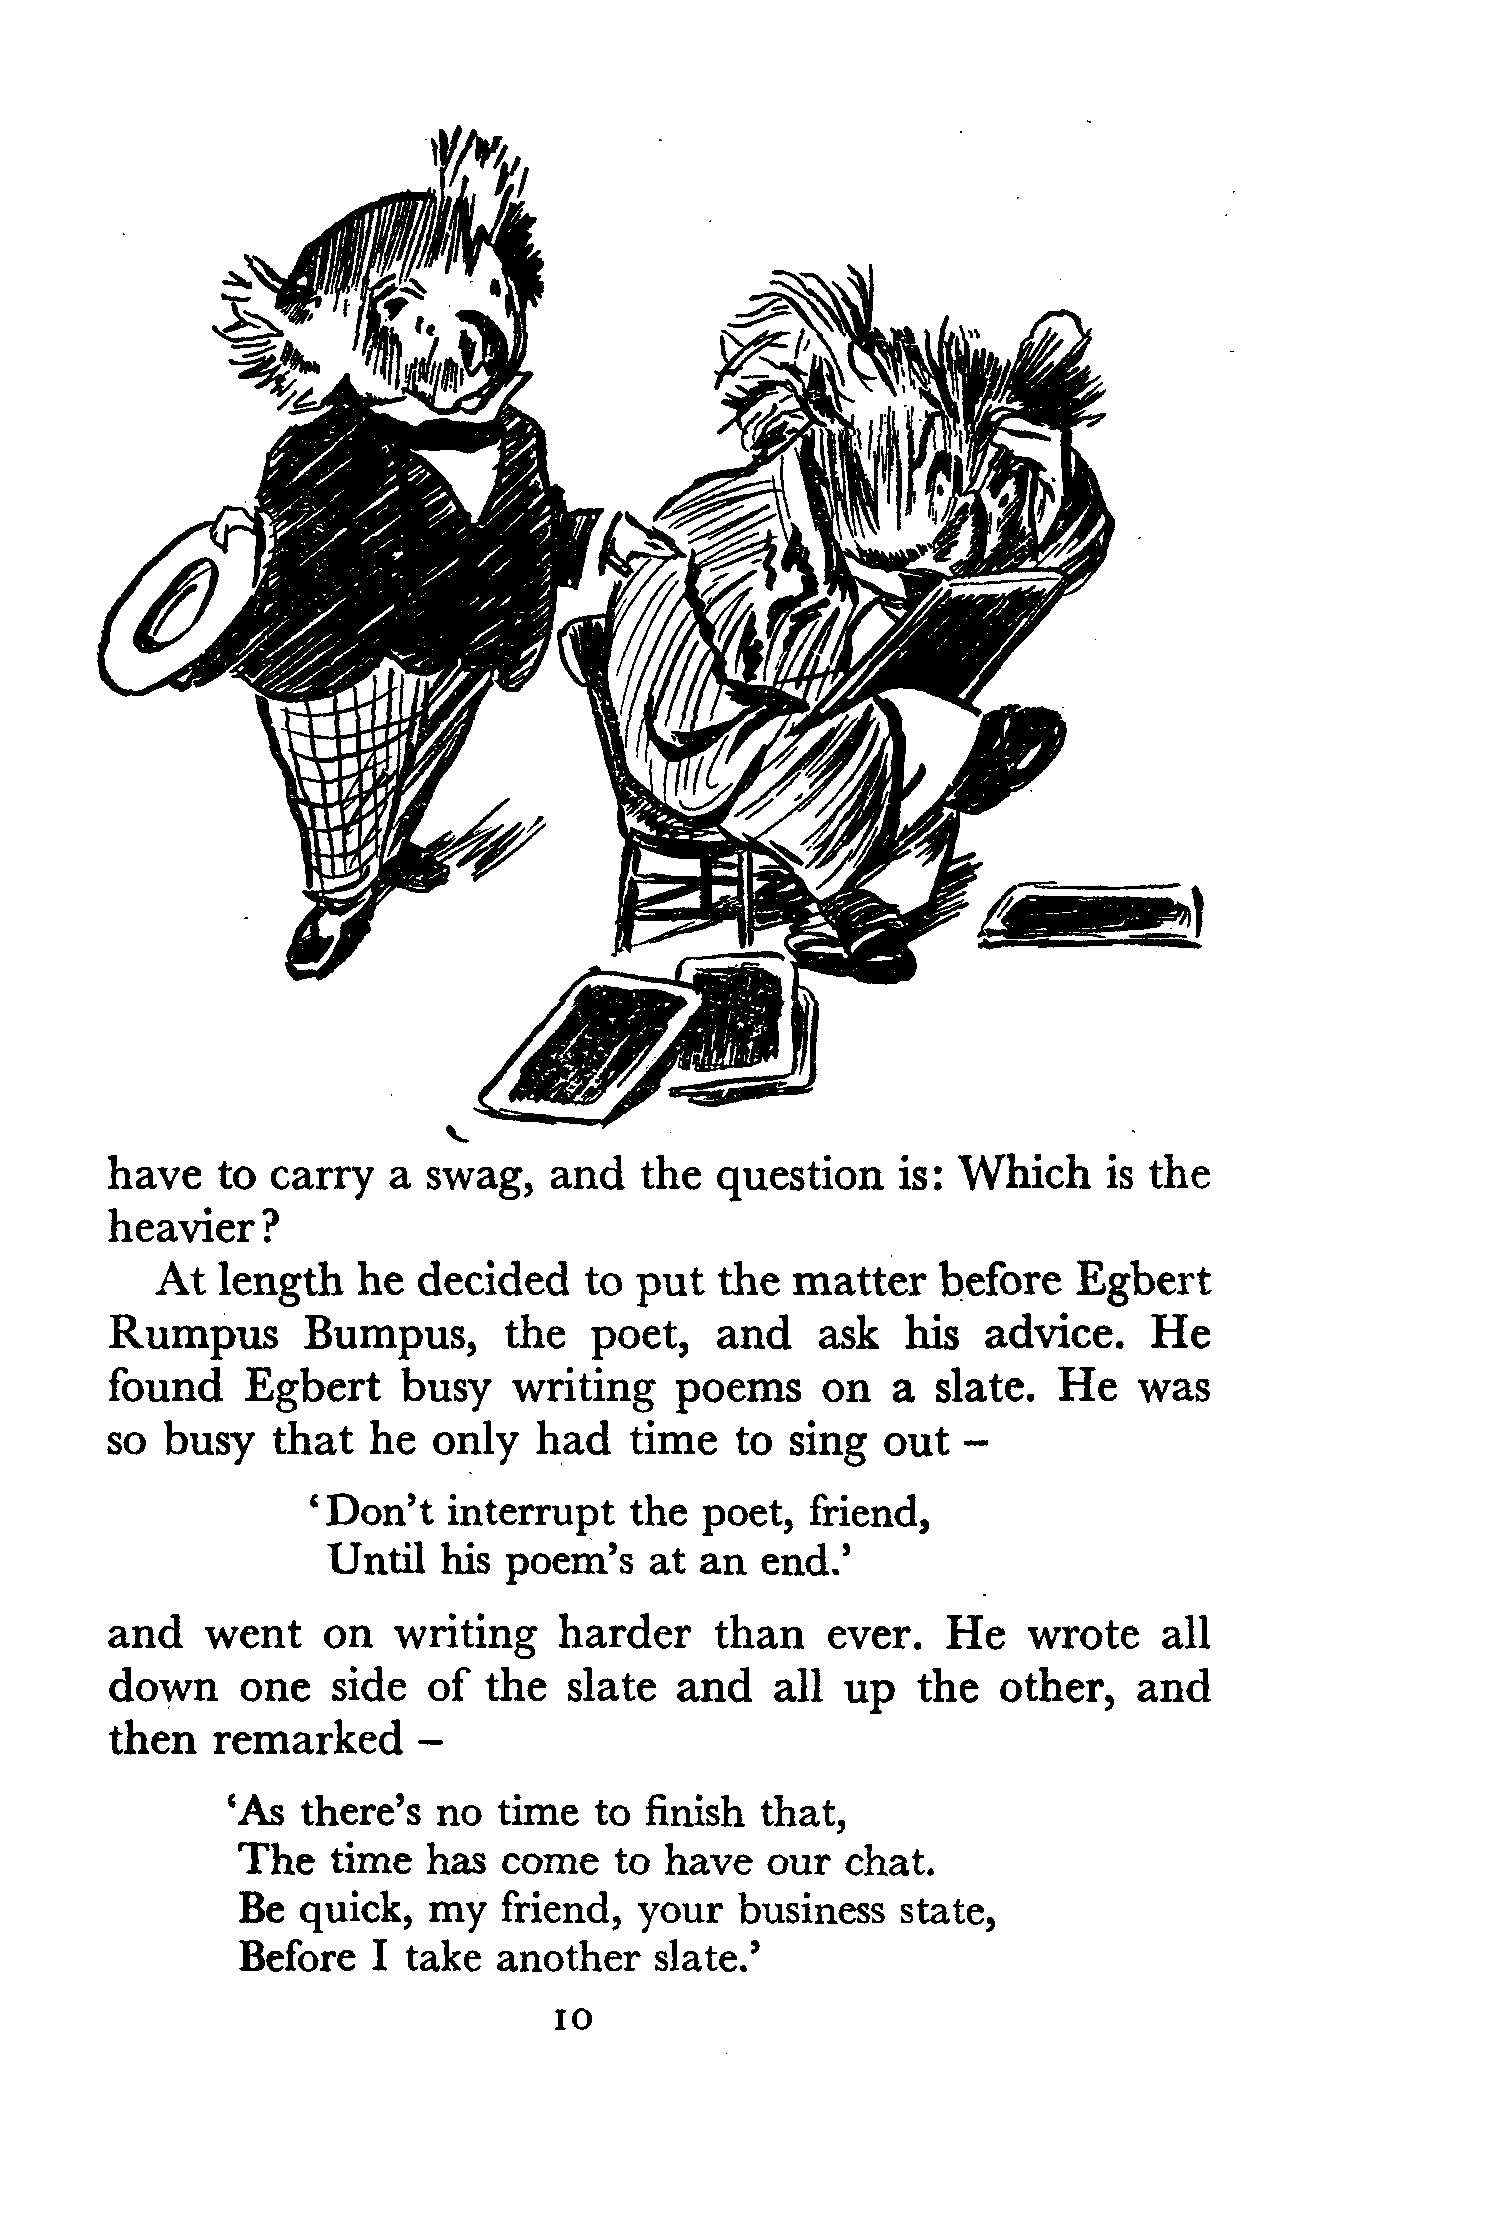 have to carry a swag, and the question is: Which is the
heavier?
At length he decided to put the matter before Egbert
Rumpus Bumpus, the poet, and ask his advice. He
found Egbert busy writing poems on a slate. He was
so busy that he only had time to sing out –
‘Don’t interrupt the poet, friend,
Until his poem’s at an end.’
and went on writing harder than ever. He wrote all
down one side of the slate and all up the other, and
then remarked –
‘As there’s no time to finish that,
The time has come to have our chat.
Be quick, my friend, your business state,
Before I take another slate.’
10